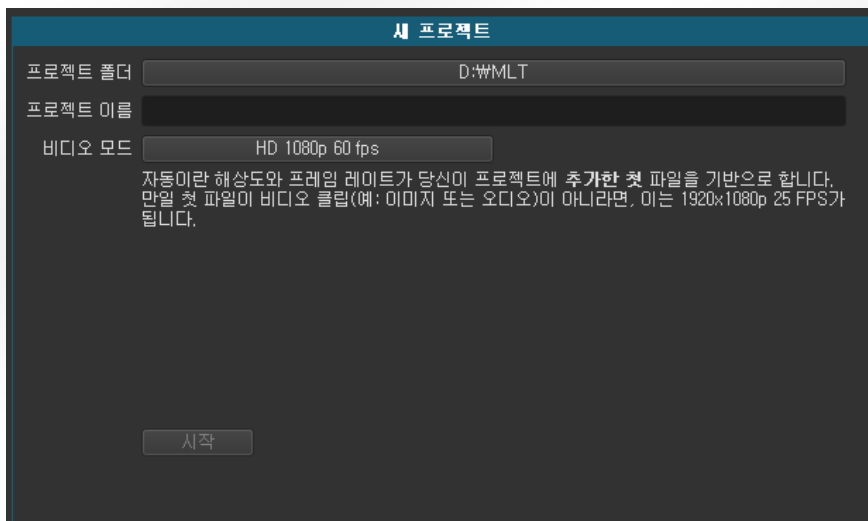 새 프로젝트
프로젝트 폴더 D:₩MLT
프로젝트 이름
비디오 모드 HD 1080p 60 fps
자동이란 해상도와 프레임 레이트가 당신이 프로젝트에 추가한 첫 파일을 기반으로 합니다.
만일 첫 파일이 비디오 클립(예: 이미지 또는 오디오)이 아니라면, 이는 1920x1080p 25 FPS가
됩니다.
시작